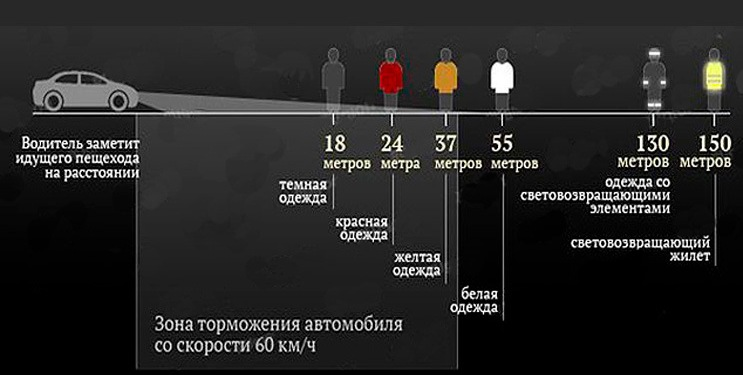 Водитель заметит
идущего пещехода
на расстоянии
18
метров
темная
одежда
24
метра
красная
одежда
37
метров
желтая
одежда
55
метров
белая
одежда
130
метров
одежда со
световозвращающими
элементами
150
метров
световозвращающий
жилет
Зона торможения автомобиля
со скорости 60 км/ч